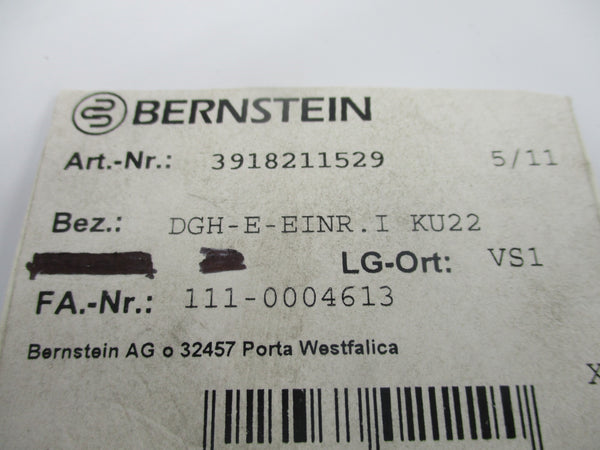 BERNSTEIN
Art.-Nr.: 3918211529 5/11
Bez.: DGH-E-EINR.I KU22
LG-Ort: VS1
FA.-Nr.: 111-0004613
Bernstein AG o 32457 Porta Westfalica
X